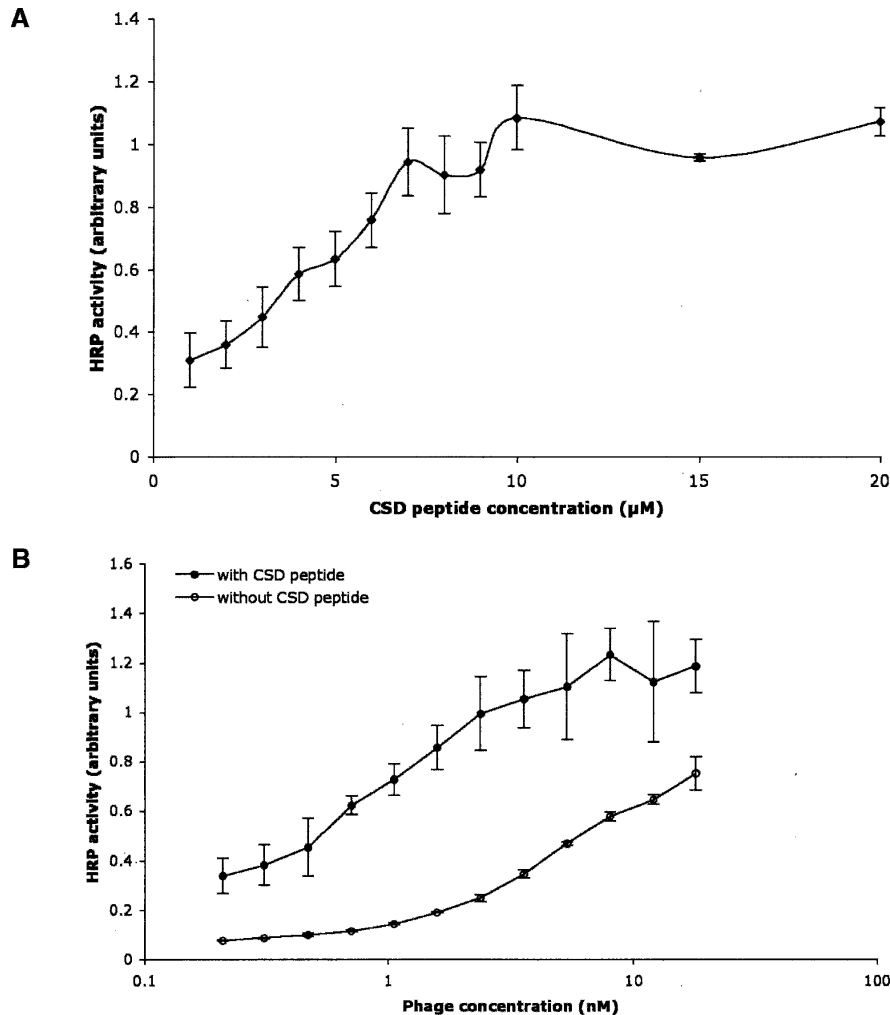 A
1.4
1.2
1
0.8
0.6
0.4
0.2
0
HRP activity (arbitrary units)
0 5 10 15 20
CSD peptide concentration (µM)
B
1.6
1.4
1.2
1
0.8
0.6
0.4
0.2
0
HRP activity (arbitrary units)
with CSD peptide
without CSD peptide
0.1 1 10 100
Phage concentration (nM)